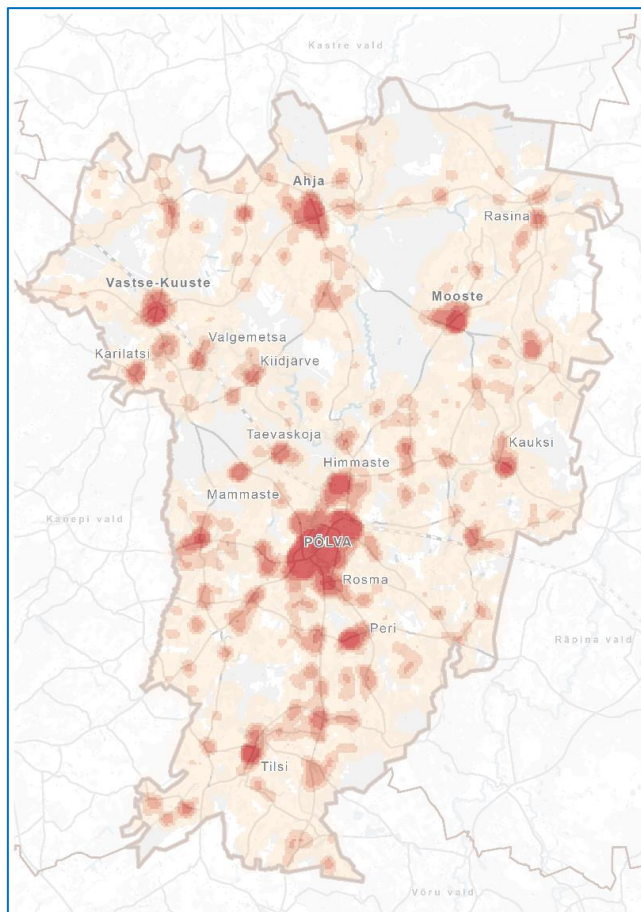 Kastre vald
Ahja
Rasina
Vastse-Kuuste
Mooste
Valgemetsa
Karilatsi
Kiidjärve
Taevaskoja
Kauksi
Himmaste
Mammaste
Kanepi vald
PÕLVA
Rosma
Peri
Räpina vald
Tilsi
Võru vald